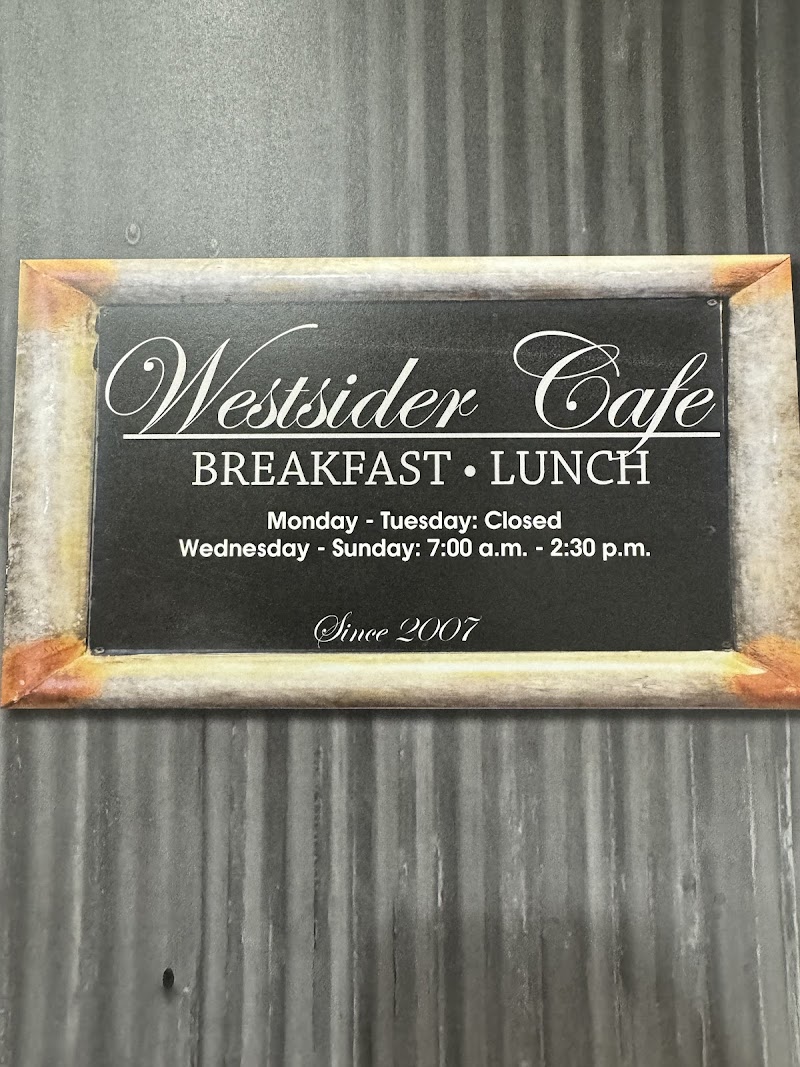 Westsider Cafe
BREAKFAST • LUNCH
Monday - Tuesday: Closed
Wednesday - Sunday: 7:00 a.m. - 2:30 p.m.
Since 2007